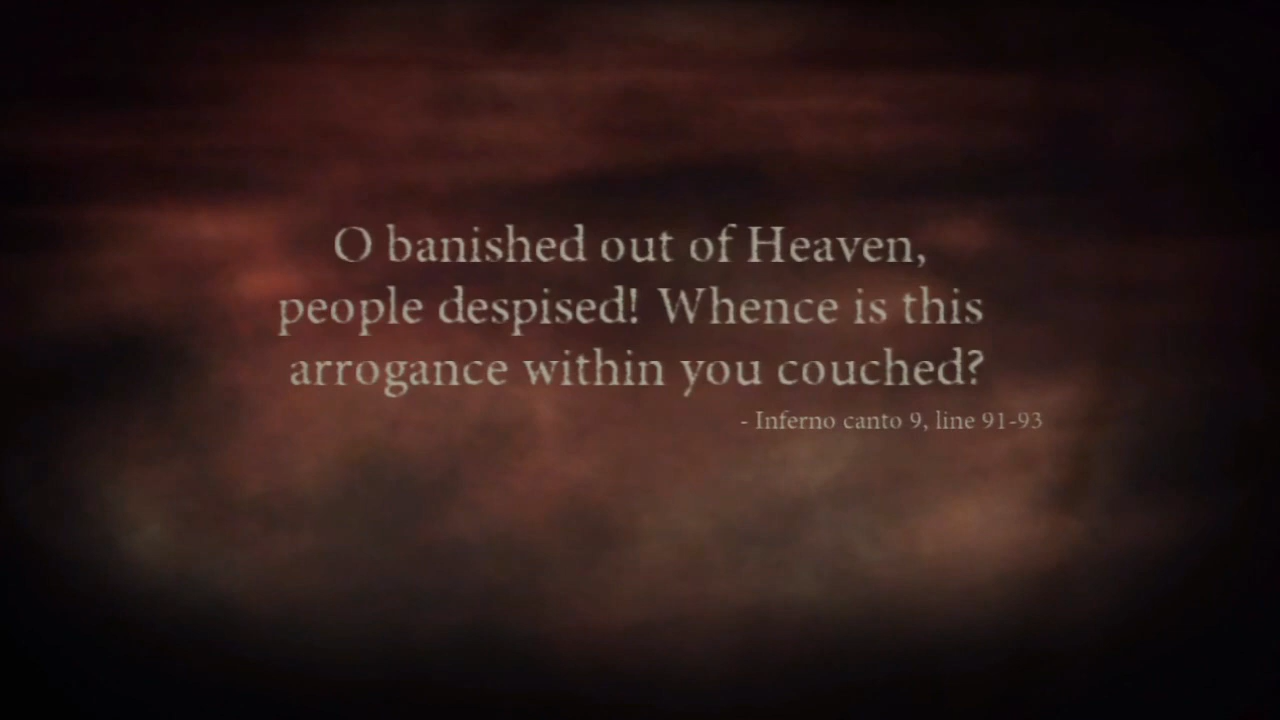 O banished out of Heaven,
people despised! Whence is this
arrogance within you couched?
- Inferno canto 9, line 91-93